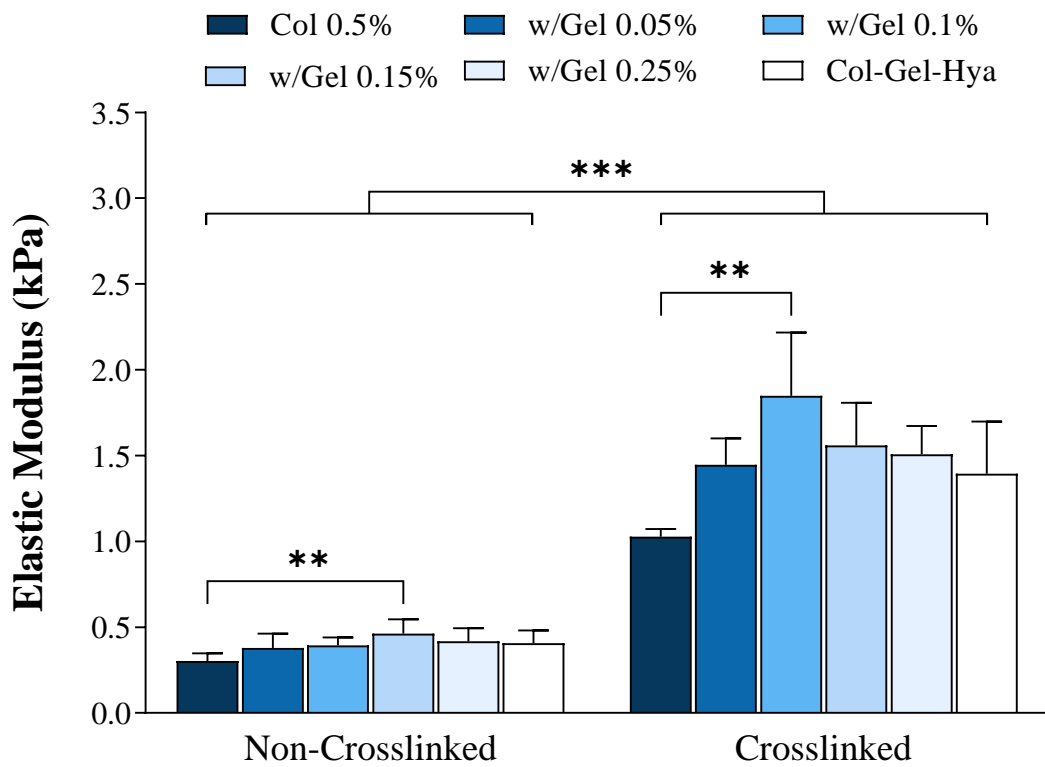 Col 0.5% w/Gel 0.05% w/Gel 0.1%
w/Gel 0.15% w/Gel 0.25% Col-Gel-Hya
Elastic Modulus (kPa)
3.5
3.0
2.5
2.0
1.5
1.0
0.5
0.0
***
**
**
Non-Crosslinked Crosslinked